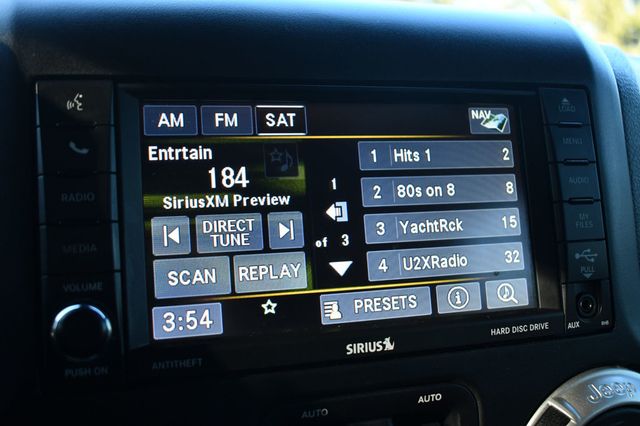 AM FM SAT NAV
Entrtain
184
SiriusXM Preview
DIRECT
TUNE
SCAN REPLAY
3:54
1
of 3
1 Hits 1 2
2 80s on 8 8
3 YachtRck 15
4 U2XRadio 32
PRESETS
RADIO
MEDIA
VOLUME
PUSH ON
ANTITHEFT
SIRIUS
HARD DISC DRIVE
LOAD
MENU
AUDIO
MY
FILES
PULL
AUX
AUTO
AUTO
Jeep